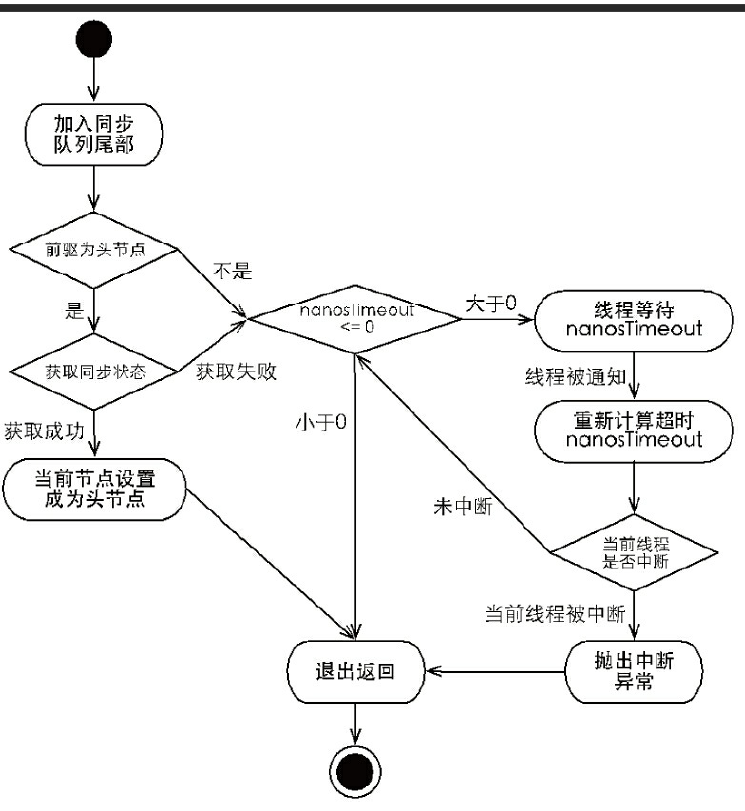 加入同步
队列尾部
前驱为头节点
不是
是
获取同步状态
获取失败
获取成功
当前节点设置
成为头节点
nanosTimeout
<= 0
大于0
小于0
线程等待
nanosTimeout
线程被通知
重新计算超时
nanosTimeout
未中断
当前线程
是否中断
当前线程被中断
抛出中断
异常
退出返回